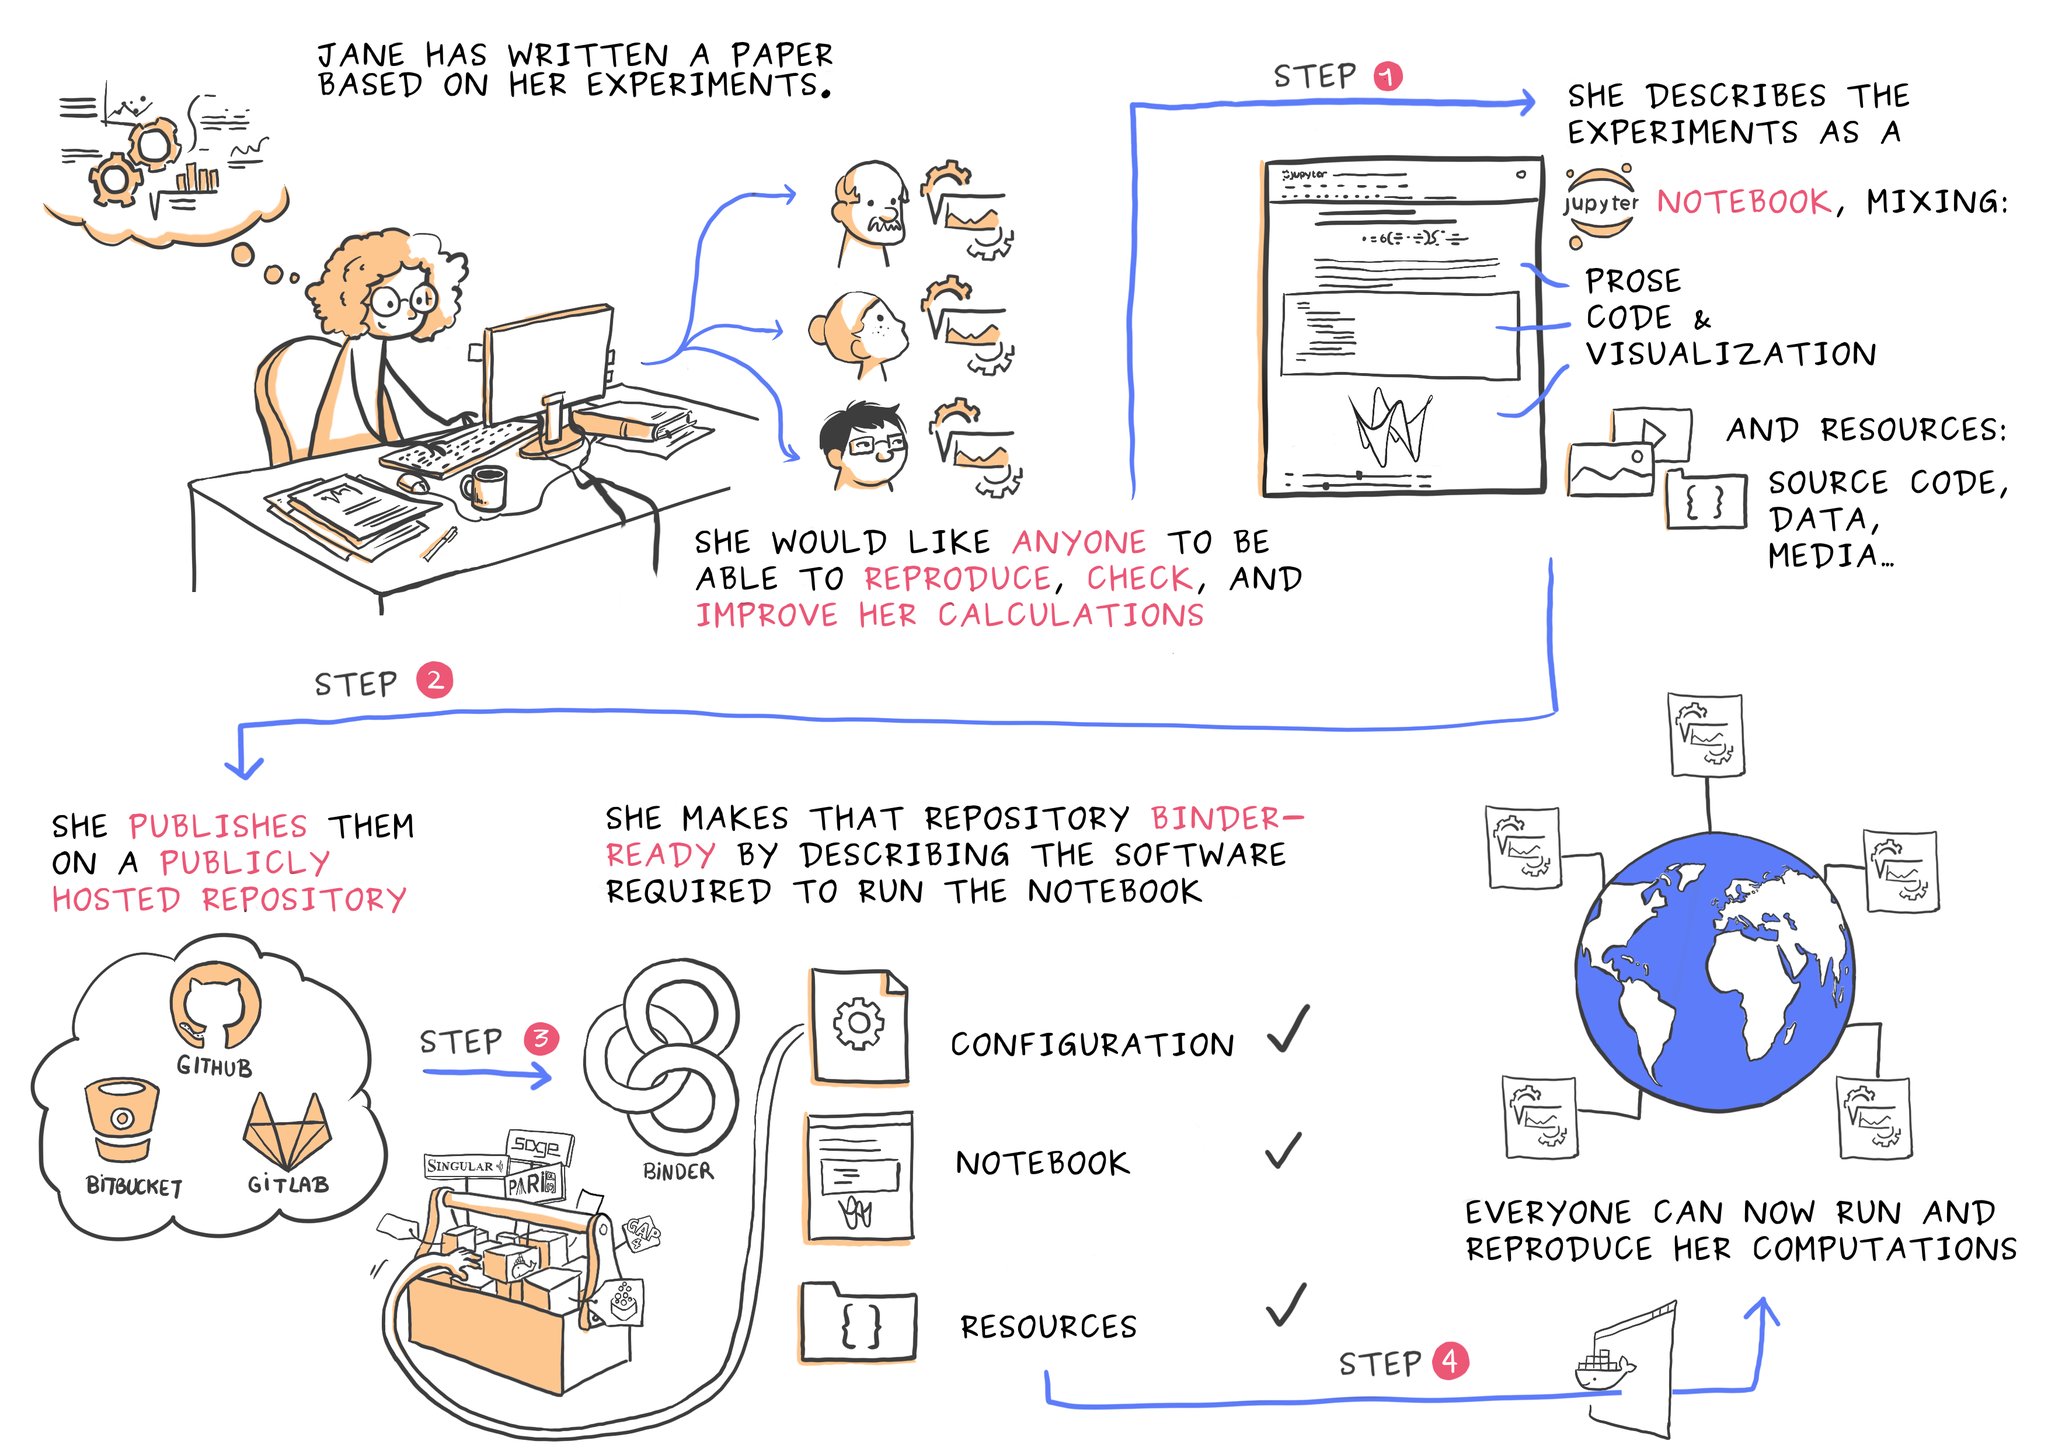 JANE HAS WRITTEN A PAPER
BASED ON HER EXPERIMENTS.
SHE WOULD LIKE ANYONE TO BE
ABLE TO REPRODUCE, CHECK, AND
IMPROVE HER CALCULATIONS
STEP 1
SHE DESCRIBES THE
EXPERIMENTS AS A
jupyter NOTEBOOK, MIXING:
jupyter
PROSE
CODE &
VISUALIZATION
AND RESOURCES:
SOURCE CODE,
DATA,
MEDIA...
{ }
STEP 2
SHE PUBLISHES THEM
ON A PUBLICLY
HOSTED REPOSITORY
GITHUB
BITBUCKET
GITLAB
STEP 3
SHE MAKES THAT REPOSITORY BINDER-
READY BY DESCRIBING THE SOFTWARE
REQUIRED TO RUN THE NOTEBOOK
BINDER
sage
SINGULAR
PARI
GAP
4
CONFIGURATION ✓
NOTEBOOK ✓
{ }
RESOURCES ✓
STEP 4
EVERYONE CAN NOW RUN AND
REPRODUCE HER COMPUTATIONS